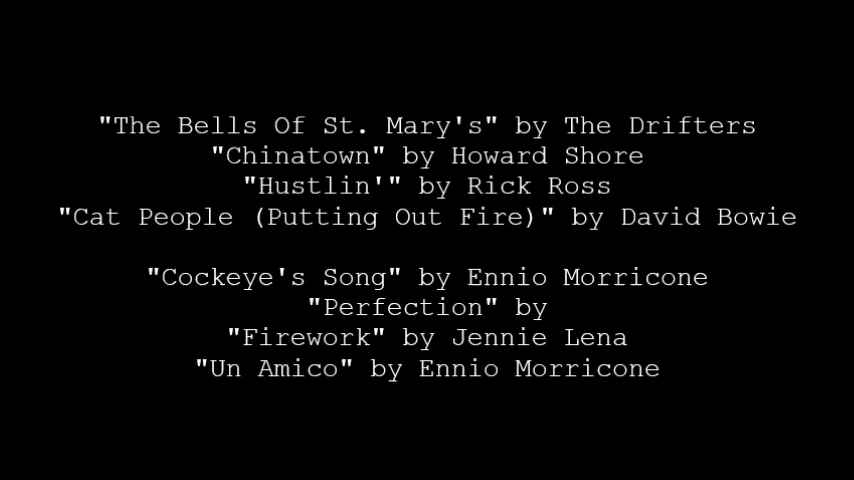 "The Bells Of St. Mary's" by The Drifters
"Chinatown" by Howard Shore
"Hustlin'" by Rick Ross
"Cat People (Putting Out Fire)" by David Bowie
"Cockeye's Song" by Ennio Morricone
"Perfection" by
"Firework" by Jennie Lena
"Un Amico" by Ennio Morricone